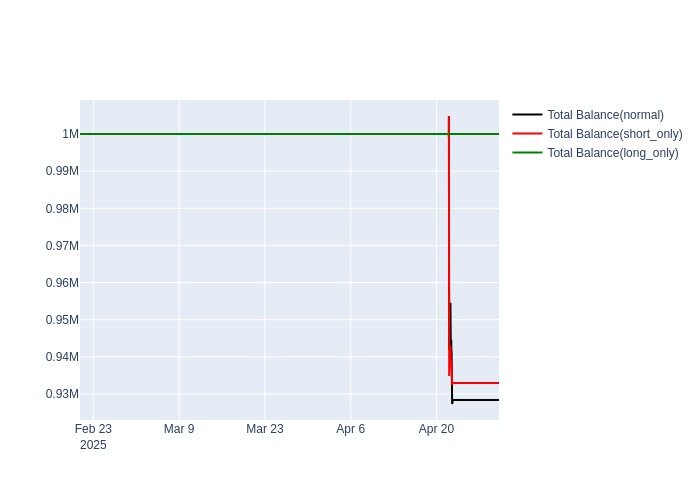 Total Balance(normal)
Total Balance(short_only)
Total Balance(long_only)
1M
0.99M
0.98M
0.97M
0.96M
0.95M
0.94M
0.93M
Feb 23
2025
Mar 9
Mar 23
Apr 6
Apr 20